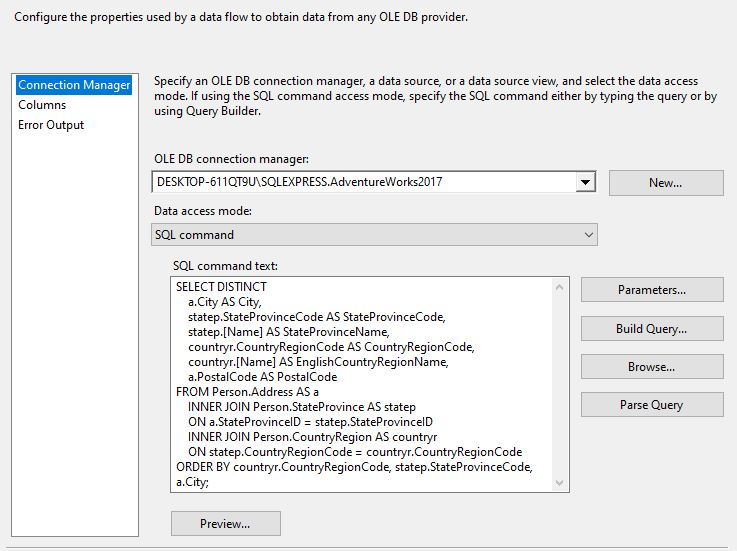 Configure the properties used by a data flow to obtain data from any OLE DB provider.
Connection Manager
Columns
Error Output
Specify an OLE DB connection manager, a data source, or a data source view, and select the data access
mode. If using the SQL command access mode, specify the SQL command either by typing the query or by
using Query Builder.
OLE DB connection manager:
DESKTOP-611QT9U\SQLEXPRESS.AdventureWorks2017
New...
Data access mode:
SQL command
SQL command text:
SELECT DISTINCT
a.City AS City,
statep.StateProvinceCode AS StateProvinceCode,
statep.[Name] AS StateProvinceName,
countryr.CountryRegionCode AS CountryRegionCode,
countryr.[Name] AS EnglishCountryRegionName,
a.PostalCode AS PostalCode
FROM Person.Address AS a
INNER JOIN Person.StateProvince AS statep
ON a.StateProvinceID = statep.StateProvinceID
INNER JOIN Person.CountryRegion AS countryr
ON statep.CountryRegionCode = countryr.CountryRegionCode
ORDER BY countryr.CountryRegionCode, statep.StateProvinceCode,
a.City;
Parameters...
Build Query...
Browse...
Parse Query
Preview...